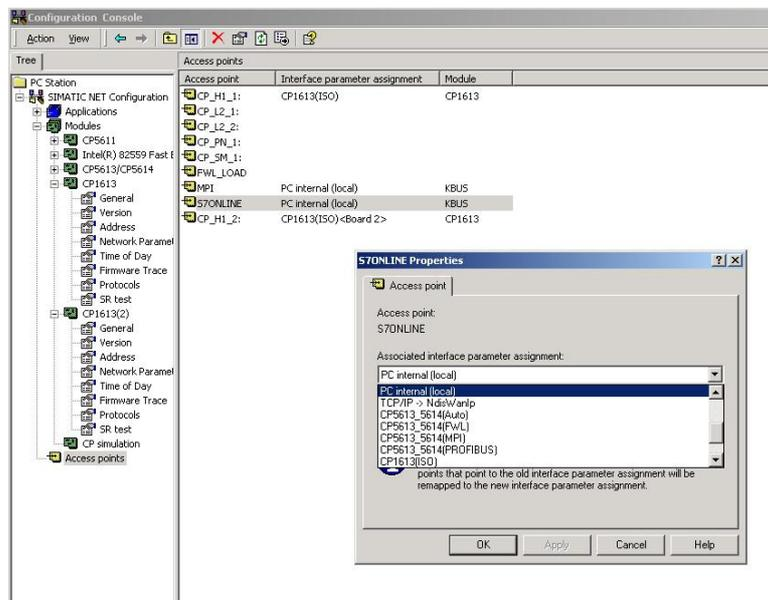 Configuration Console
Action View
Tree
Access points
PC Station
SIMATIC NET Configuration
Applications
Modules
CP5611
Intel(R) 82559 Fast E
CP5613/CP5614
CP1613
General
Version
Address
Network Paramet
Time of Day
Firmware Trace
Protocols
SR test
CP1613(2)
General
Version
Address
Network Paramet
Time of Day
Firmware Trace
Protocols
SR test
CP simulation
Access points
Access point Interface parameter assignment Module
CP_H1_1: CP1613(ISO) CP1613
CP_L2_1:
CP_L2_2:
CP_PN_1:
CP_SM_1:
FWL_LOAD
MPI PC internal (local) KBUS
S7ONLINE PC internal (local) KBUS
CP_H1_2: CP1613(ISO)<Board 2> CP1613
S7ONLINE Properties
Access point
Access point:
S7ONLINE
Associated interface parameter assignment:
PC internal (local)
PC internal (local)
TCP/IP -> NdisWanIp
CP5613_5614(Auto)
CP5613_5614(FWL)
CP5613_5614(MPI)
CP5613_5614(PROFIBUS)
CP1613(ISO)
points that point to the old interface parameter assignment will be
remapped to the new interface parameter assignment.
OK Apply Cancel Help